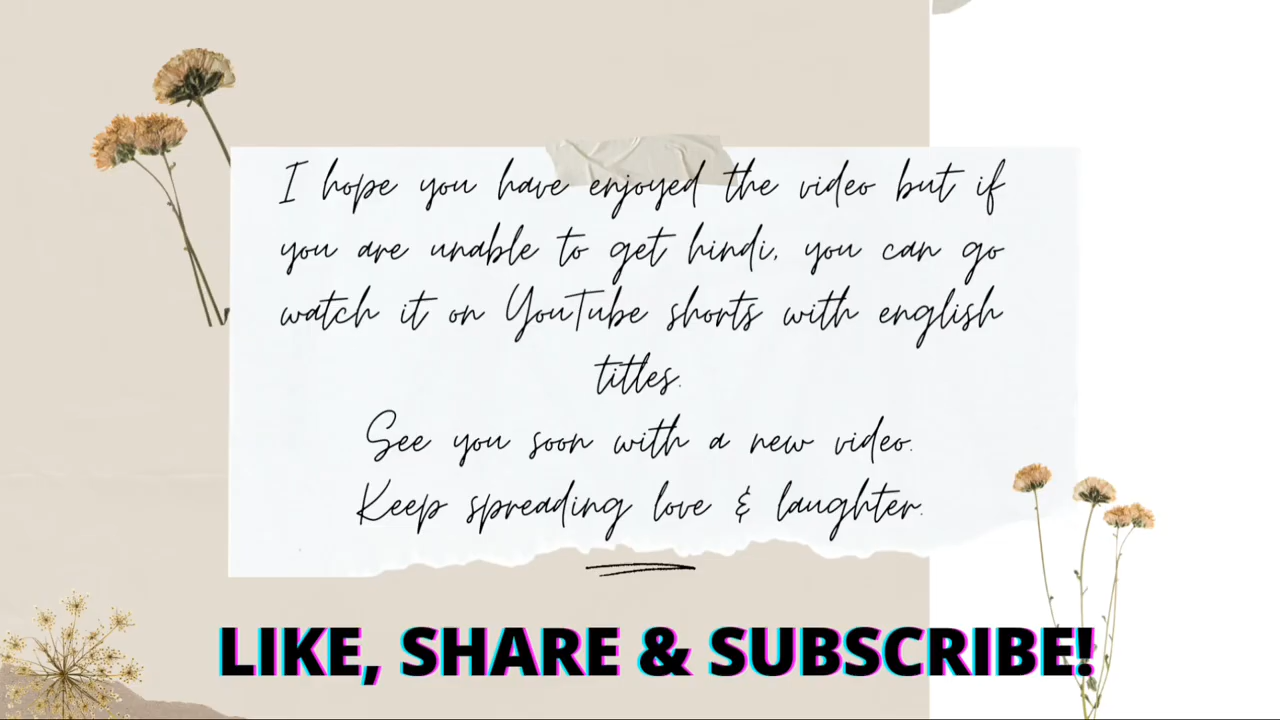 I hope you have enjoyed the video but if
you are unable to get hindi, you can go
watch it on YouTube shorts with english
titles.
See you soon with a new video.
Keep spreading love & laughter.
LIKE, SHARE & SUBSCRIBE!